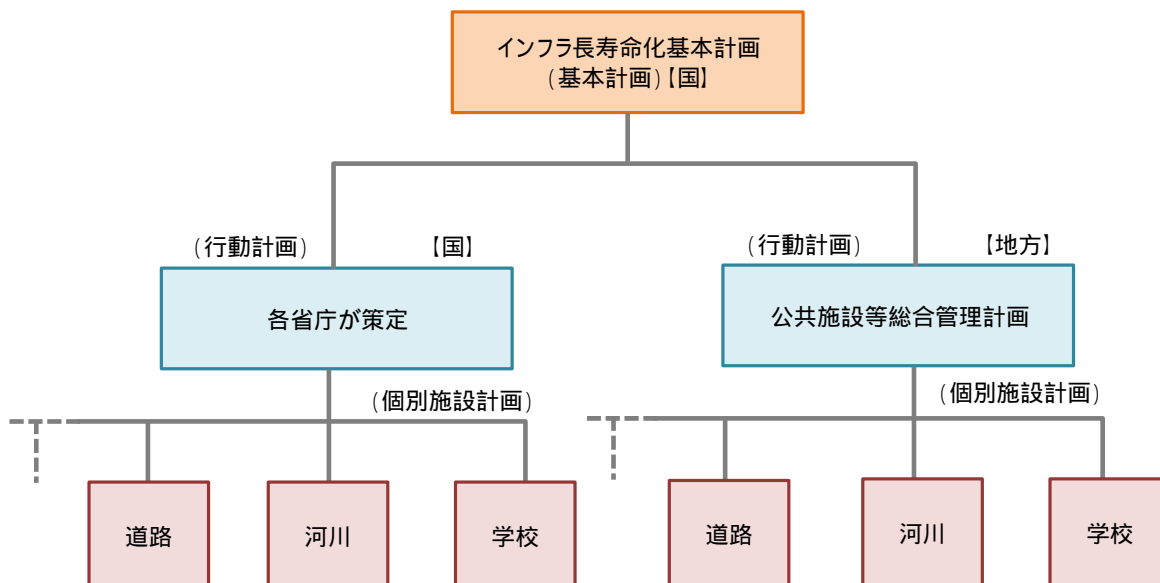 インフラ長寿命化基本計画
(基本計画)【国】
(行動計画) 【国】
(行動計画) 【地方】
各省庁が策定
公共施設等総合管理計画
(個別施設計画)
(個別施設計画)
道路
河川
学校
道路
河川
学校